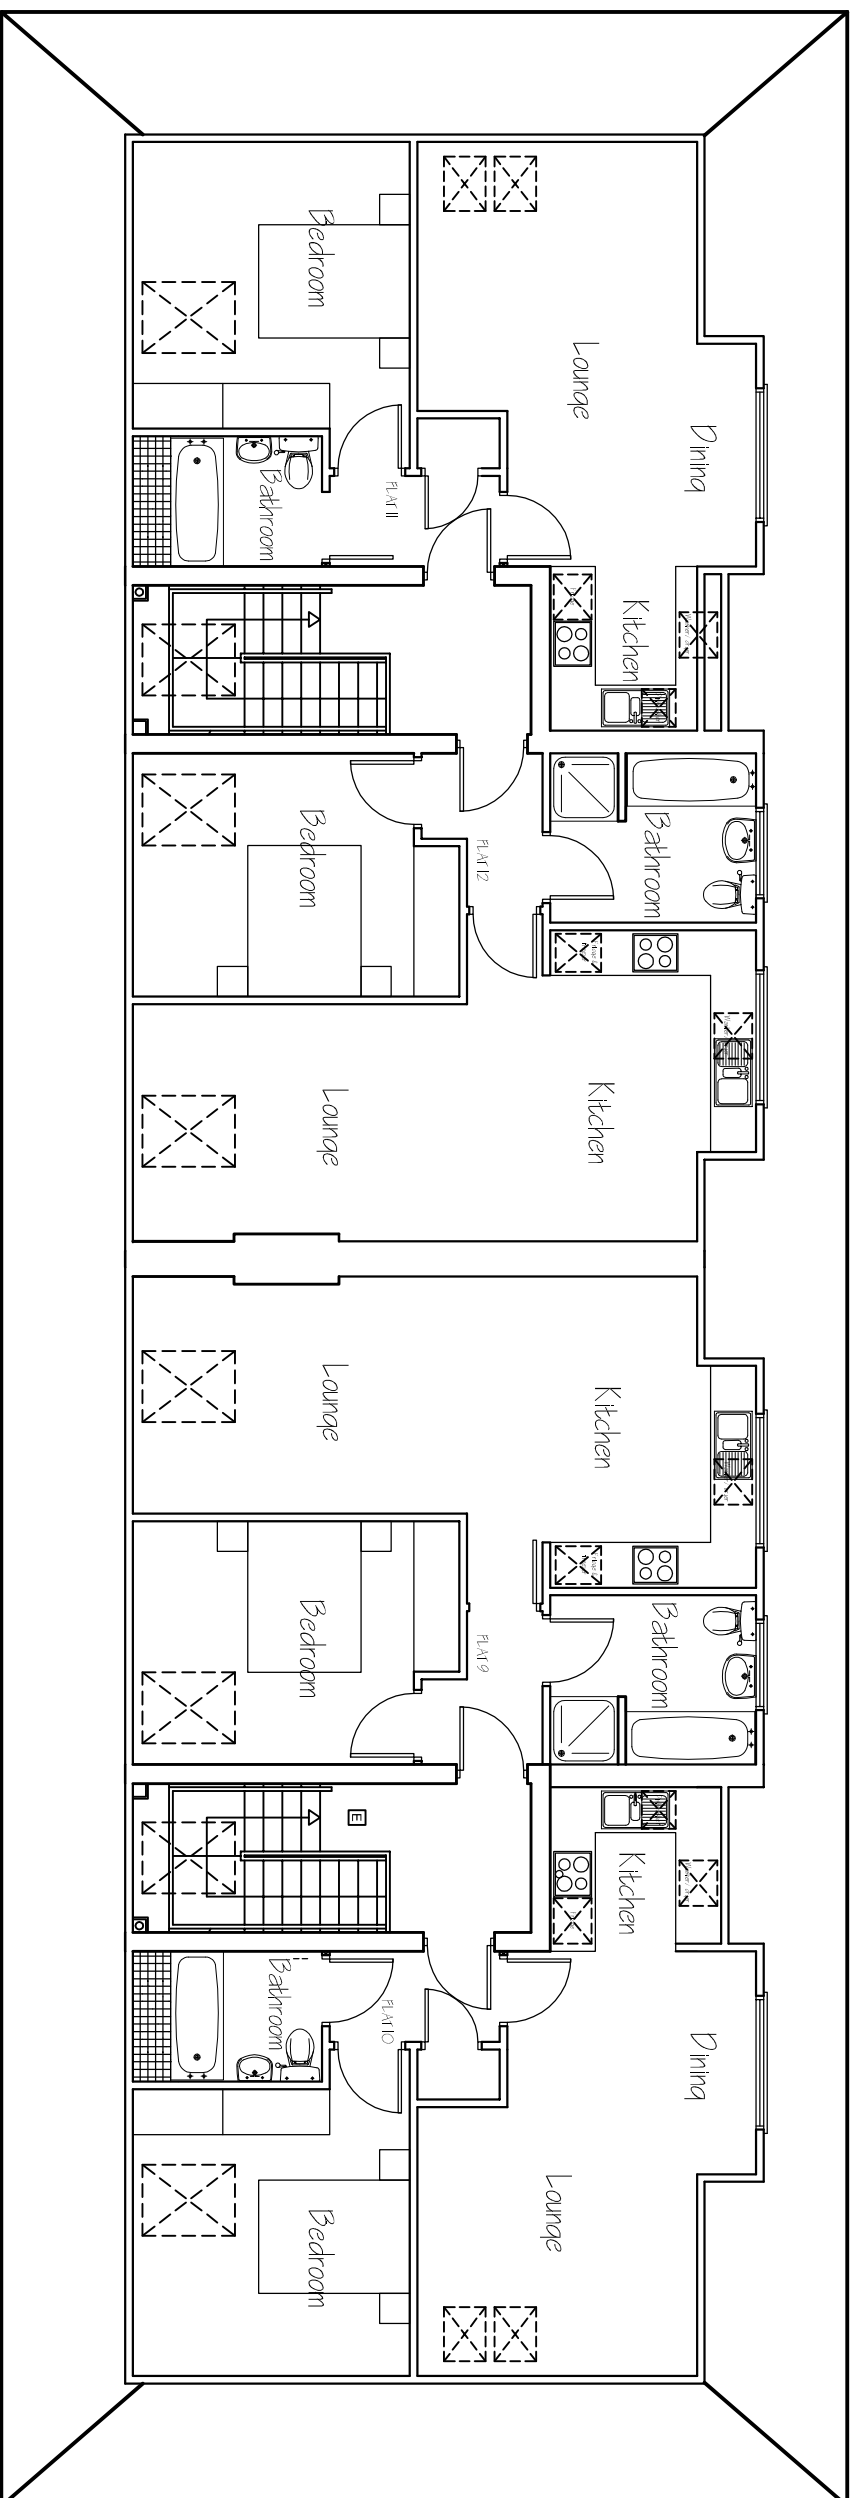 Bedroom
Lounge
Dining
FLAT 11
Bathroom
Kitchen
Bedroom
FLAT 12
Bathroom
Lounge
Kitchen
Lounge
Kitchen
Bedroom
FLAT 9
Bathroom
E
Kitchen
Bathroom
FLAT 10
Dining
Bedroom
Lounge